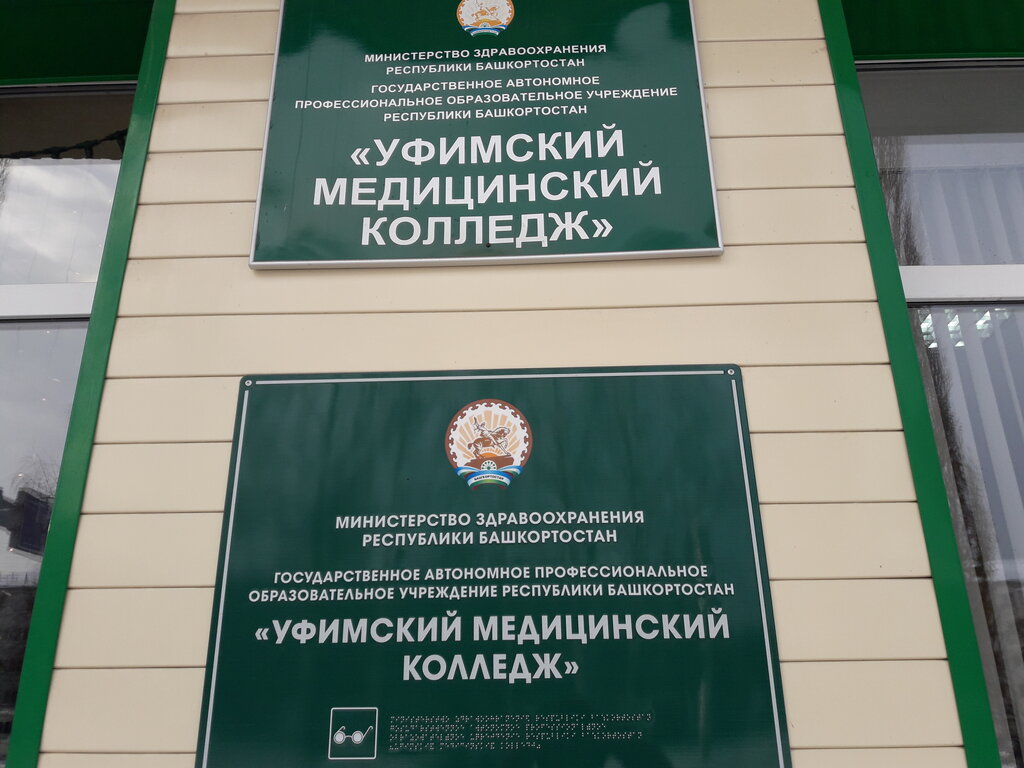 МИНИСТЕРСТВО ЗДРАВООХРАНЕНИЯ
РЕСПУБЛИКИ БАШКОРТОСТАН
ГОСУДАРСТВЕННОЕ АВТОНОМНОЕ
ПРОФЕССИОНАЛЬНОЕ ОБРАЗОВАТЕЛЬНОЕ УЧРЕЖДЕНИЕ
РЕСПУБЛИКИ БАШКОРТОСТАН
«УФИМСКИЙ
МЕДИЦИНСКИЙ
КОЛЛЕДЖ»
БАШКОРТОСТАН
МИНИСТЕРСТВО ЗДРАВООХРАНЕНИЯ
РЕСПУБЛИКИ БАШКОРТОСТАН
ГОСУДАРСТВЕННОЕ АВТОНОМНОЕ ПРОФЕССИОНАЛЬНОЕ
ОБРАЗОВАТЕЛЬНОЕ УЧРЕЖДЕНИЕ РЕСПУБЛИКИ БАШКОРТОСТАН
«УФИМСКИЙ МЕДИЦИНСКИЙ
КОЛЛЕДЖ»